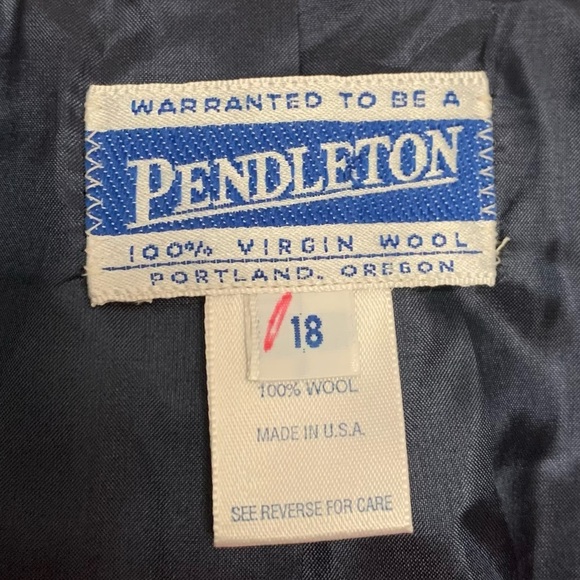 WARRANTED TO BE A
PENDLETON
100% VIRGIN WOOL
PORTLAND, OREGON
18
100% WOOL
MADE IN U.S.A.
SEE REVERSE FOR CARE